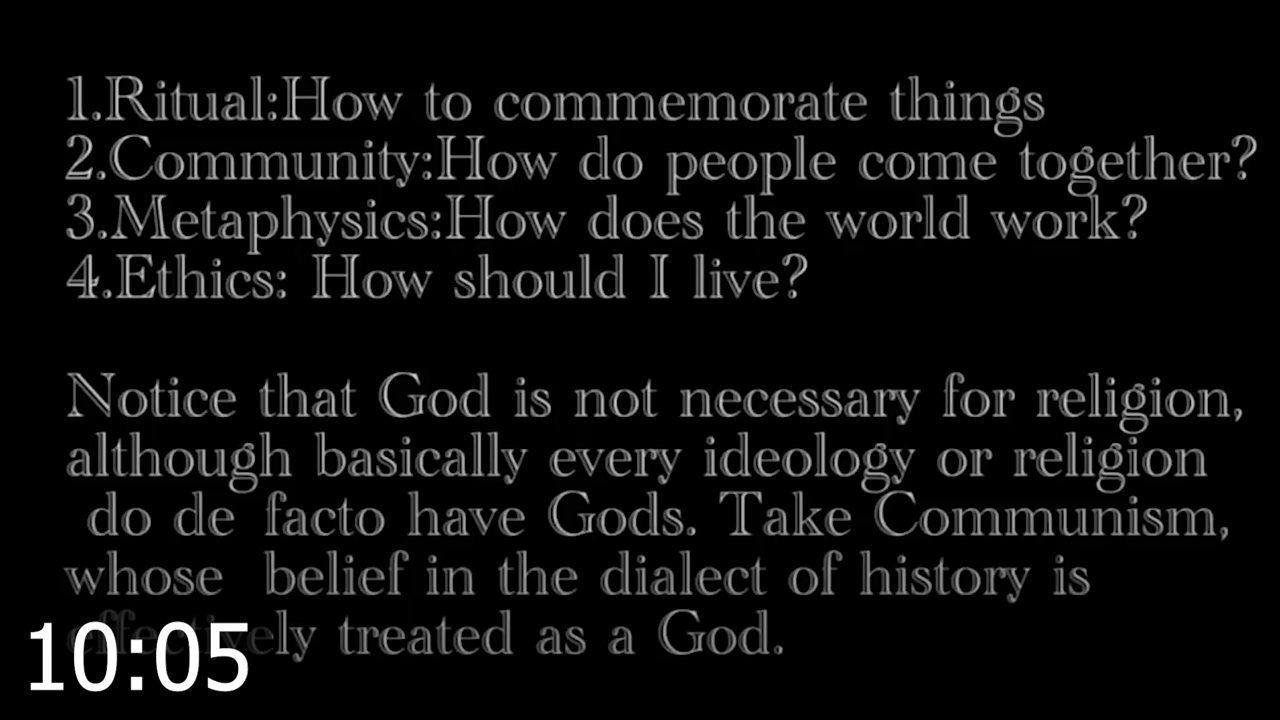 1.Ritual:How to commemorate things
2.Community:How do people come together?
3.Metaphysics:How does the world work?
4.Ethics: How should I live?
Notice that God is not necessary for religion,
although basically every ideology or religion
do de facto have Gods. Take Communism,
whose belief in the dialect of history is
effectively treated as a God.
10:05